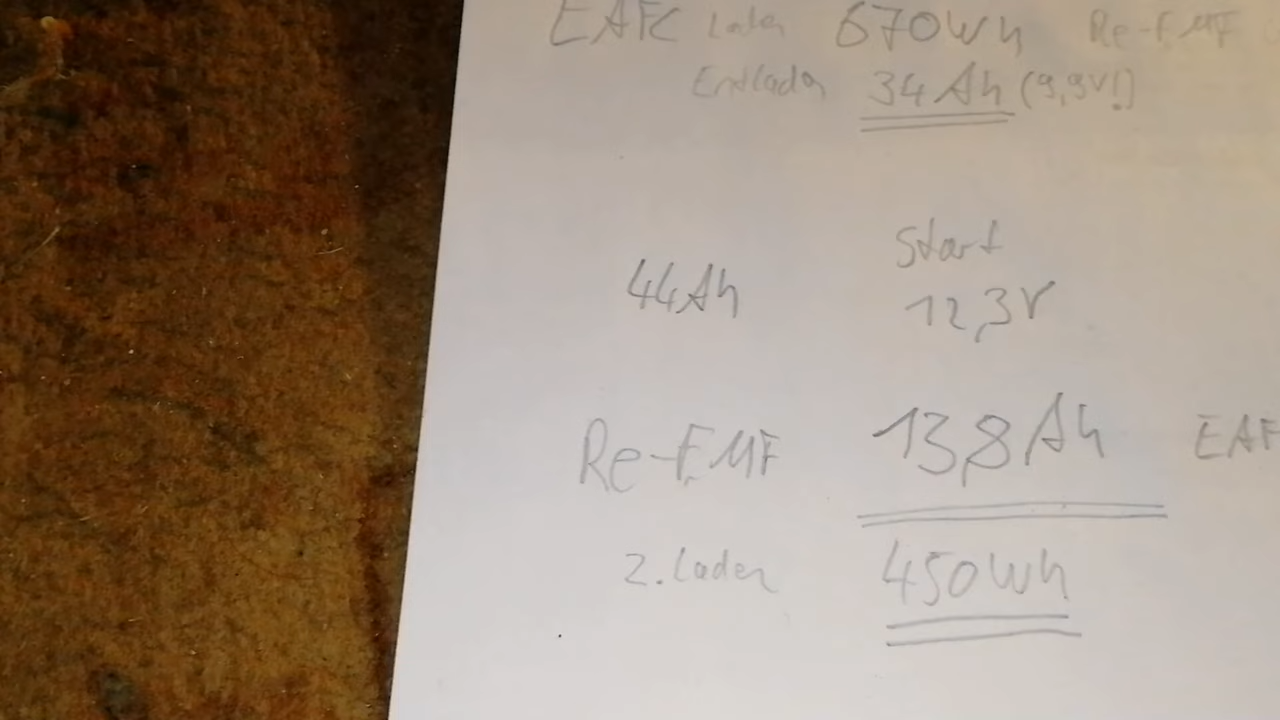 EAFC Laden 670Wh Re-EMF
Entladen 34Ah (9,9V!)
Start
44Ah 12,3V
Re-EMF 13,8Ah EAF
2. Laden 450Wh